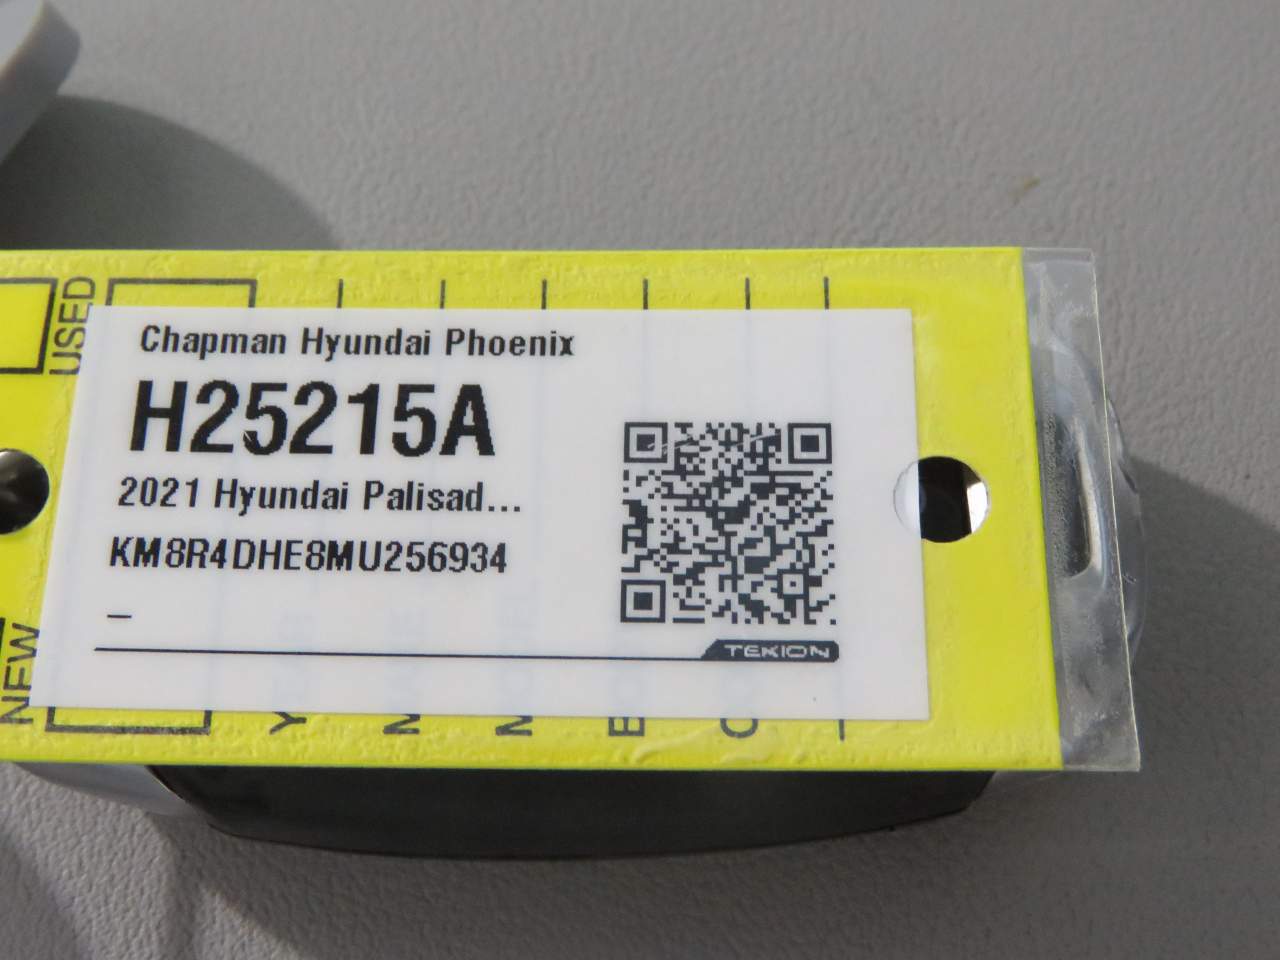 USED
Chapman Hyundai Phoenix
H25215A
2021 Hyundai Palisad...
KM8R4DHE8MU256934
–
TEKION
NEW